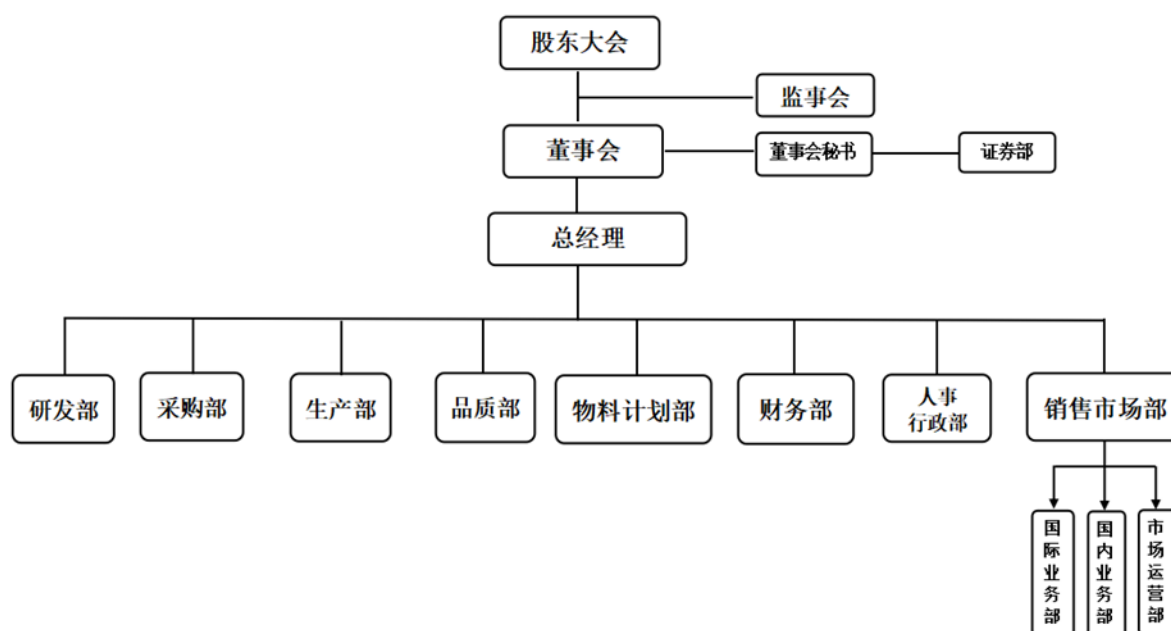 股东大会
监事会
董事会
董事会秘书
证券部
总经理
研发部
采购部
生产部
品质部
物料计划部
财务部
人事
行政部
销售市场部
国际业务部
国内业务部
市场运营部